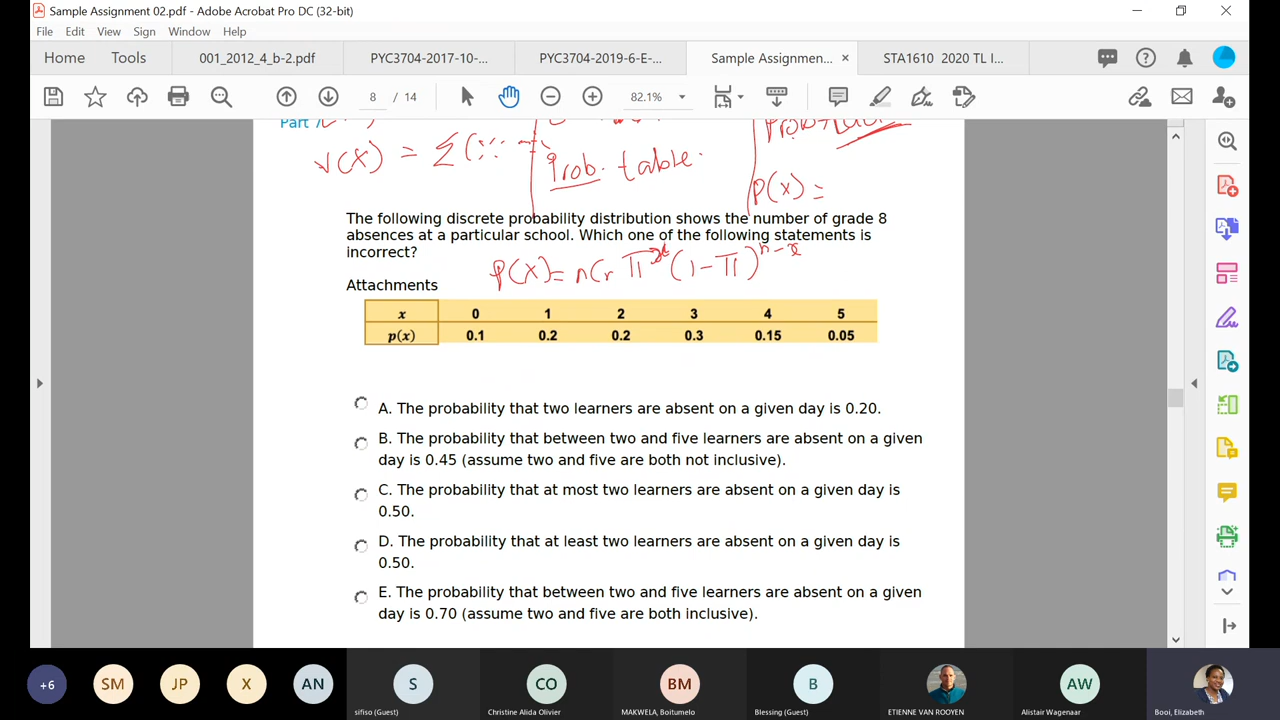 Sample Assignment 02.pdf - Adobe Acrobat Pro DC (32-bit)
File Edit View Sign Window Help
Home Tools 001_2012_4_b-2.pdf PYC3704-2017-10-... PYC3704-2019-6-E-... Sample Assignmen... × STA1610 2020 TL I...
8 / 14 82.1%
Part
V(X) = Σ( Prob. table. P(x) =
The following discrete probability distribution shows the number of grade 8
absences at a particular school. Which one of the following statements is
incorrect?
P(X) = nCr π^x (1-π)^n-x
Attachments
x 0 1 2 3 4 5
p(x) 0.1 0.2 0.2 0.3 0.15 0.05
A. The probability that two learners are absent on a given day is 0.20.
B. The probability that between two and five learners are absent on a given
day is 0.45 (assume two and five are both not inclusive).
C. The probability that at most two learners are absent on a given day is
0.50.
D. The probability that at least two learners are absent on a given day is
0.50.
E. The probability that between two and five learners are absent on a given
day is 0.70 (assume two and five are both inclusive).
+6 SM JP X AN S CO BM B AW
sifiso (Guest) Christine Alida Olivier MAKWELA, Boitumelo Blessing (Guest) ETIENNE VAN ROOYEN Alistair Wagenaar Booi, Elizabeth